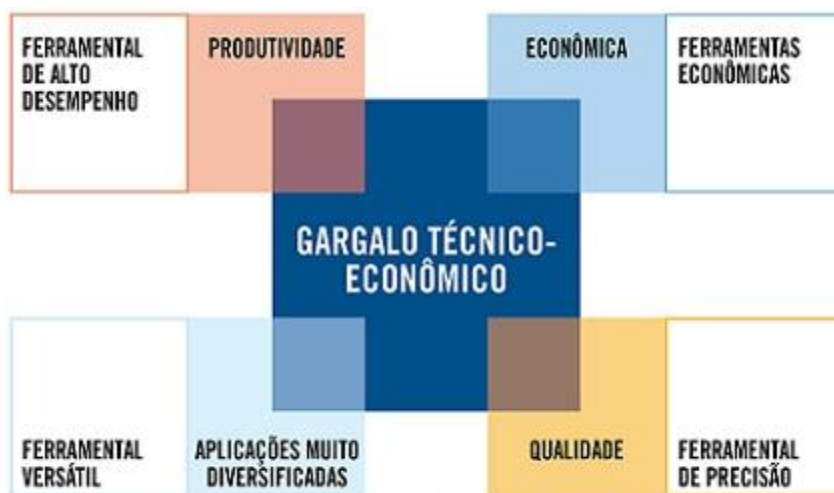 FERRAMENTAL
DE ALTO
DESEMPENHO
PRODUTIVIDADE
ECONÔMICA
FERRAMENTAS
ECONÔMICAS
GARGALO TÉCNICO-
ECONÔMICO
FERRAMENTAL
VERSÁTIL
APLICAÇÕES MUITO
DIVERSIFICADAS
QUALIDADE
FERRAMENTAL
DE PRECISÃO